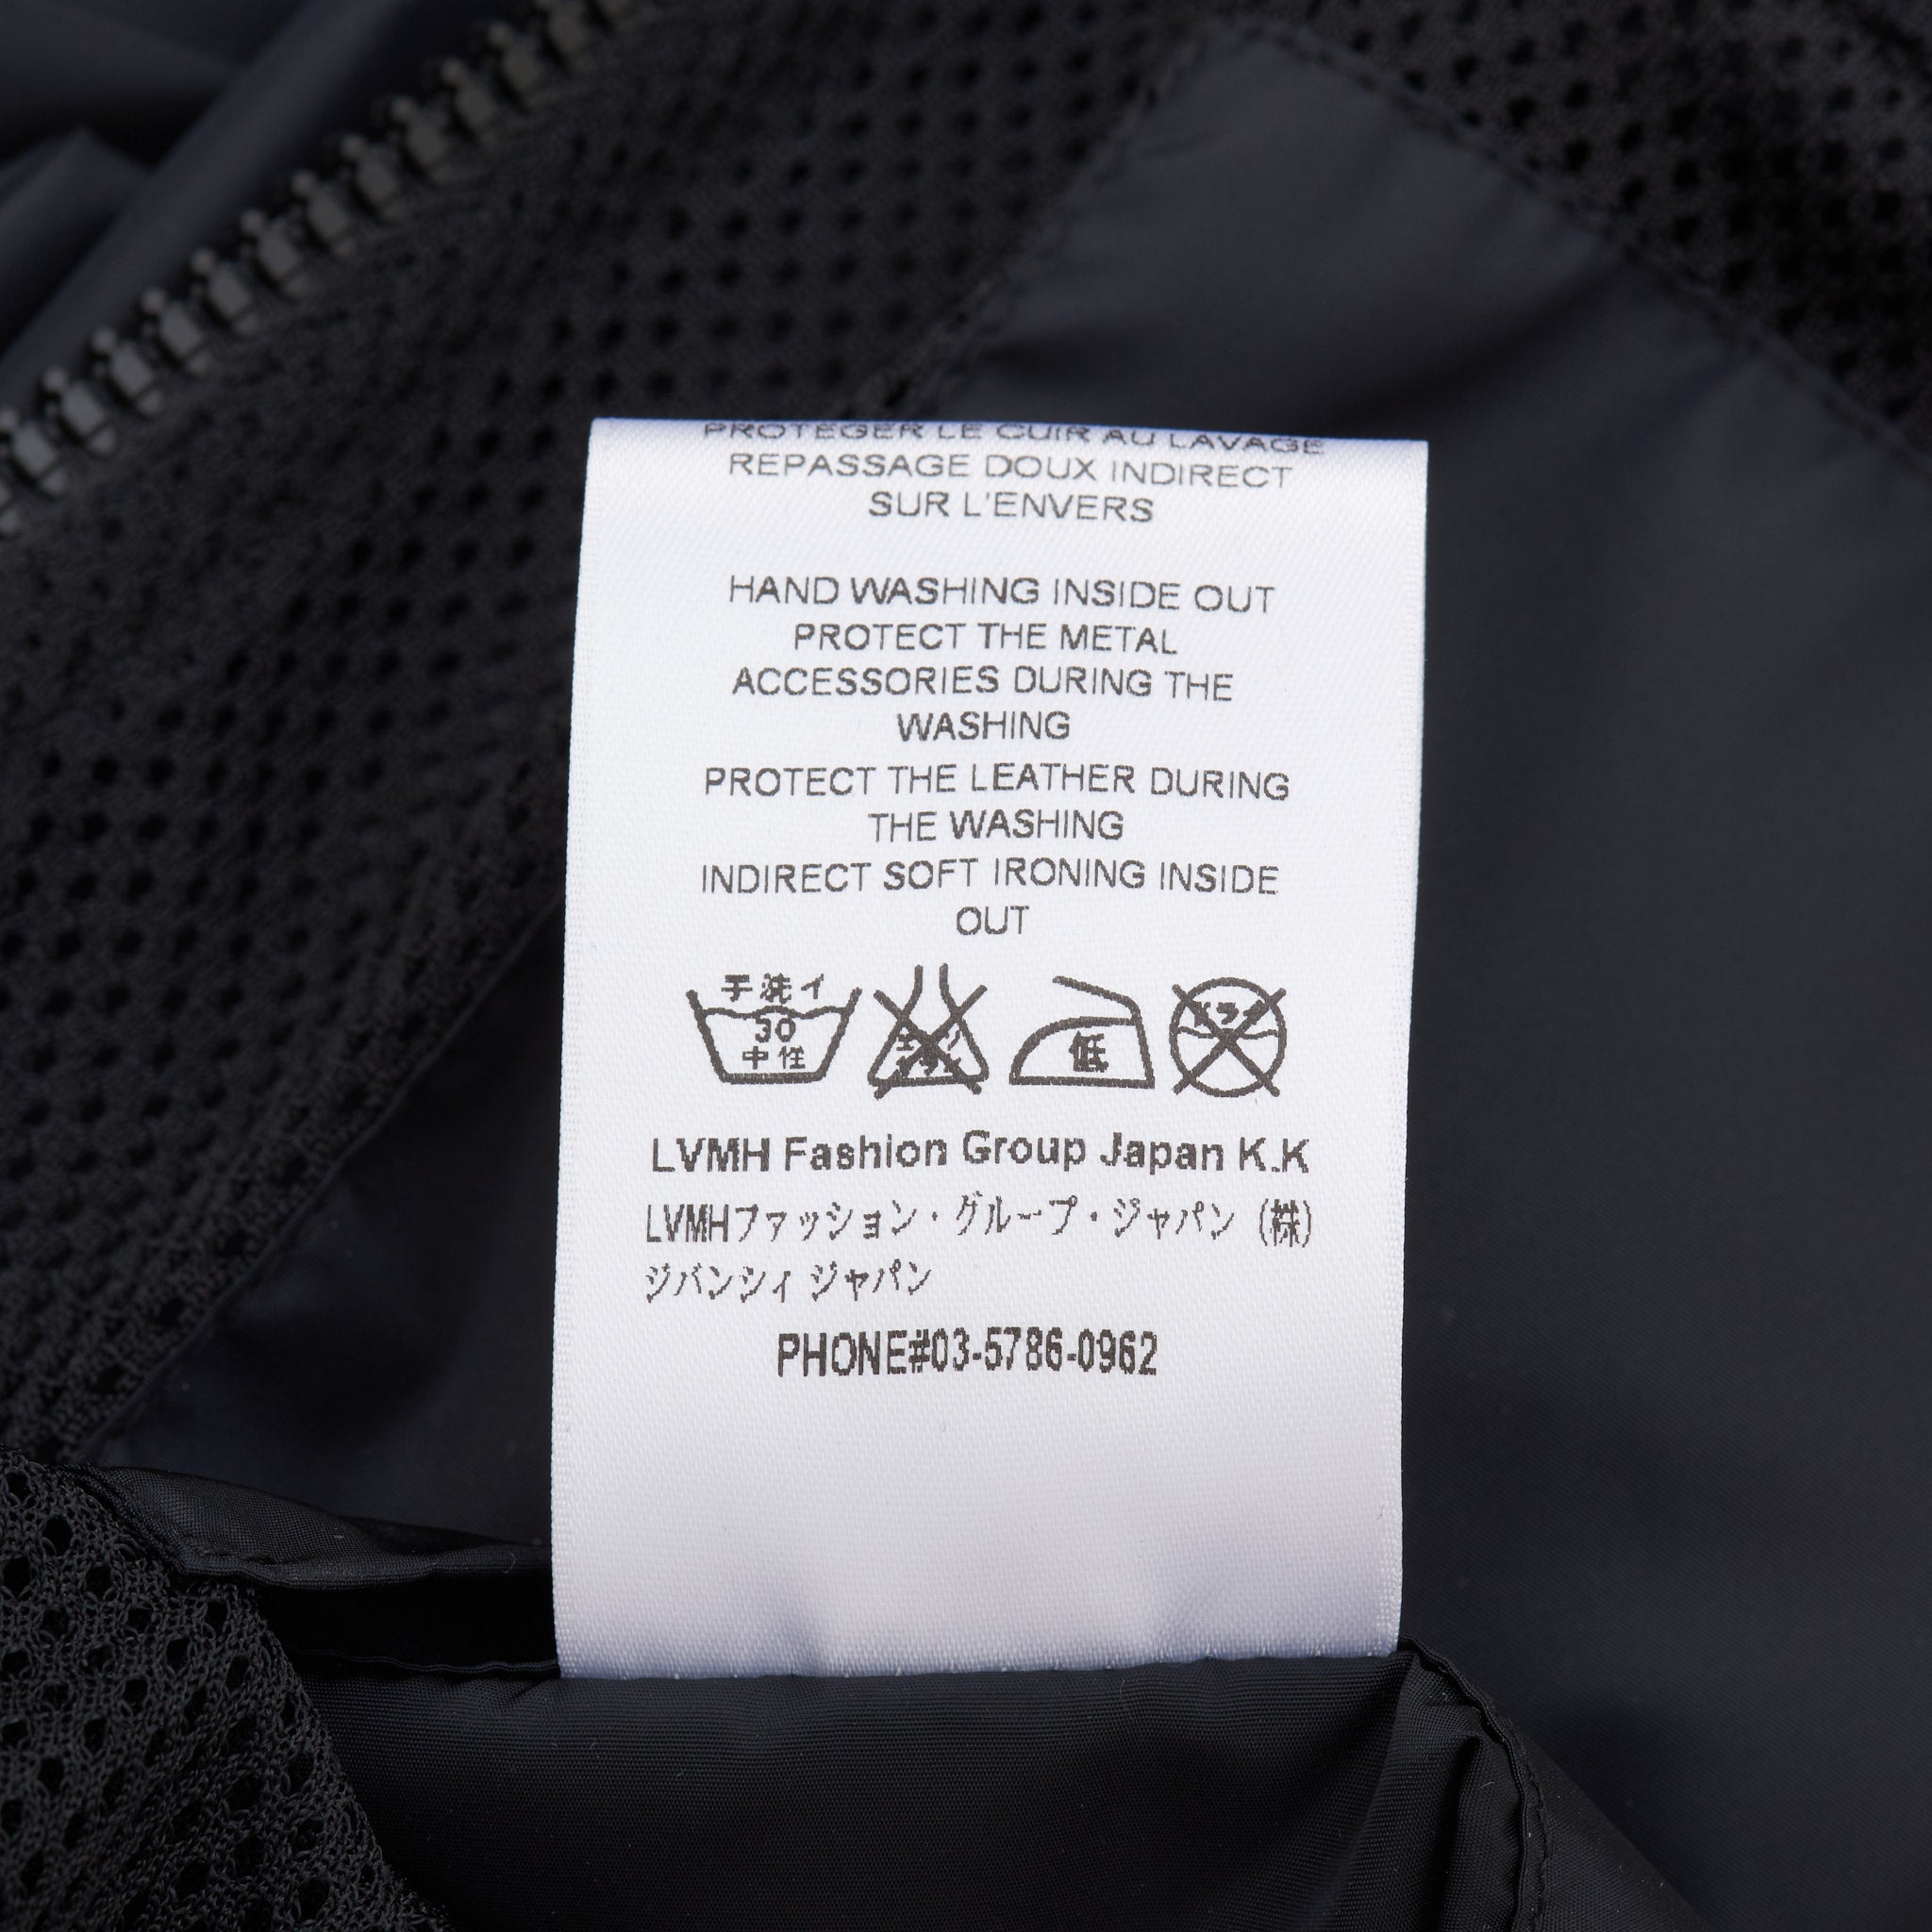 PROTEGER LE CUIR AU LAVAGE
REPASSAGE DOUX INDIRECT
SUR L'ENVERS
HAND WASHING INSIDE OUT
PROTECT THE METAL
ACCESSORIES DURING THE
WASHING
PROTECT THE LEATHER DURING
THE WASHING
INDIRECT SOFT IRONING INSIDE
OUT
手洗イ
30
中性
低
ドライ
LVMH Fashion Group Japan K.K
LVMHファッション・グループ・ジャパン (株)
ジバンシィ ジャパン
PHONE#03-5786-0962